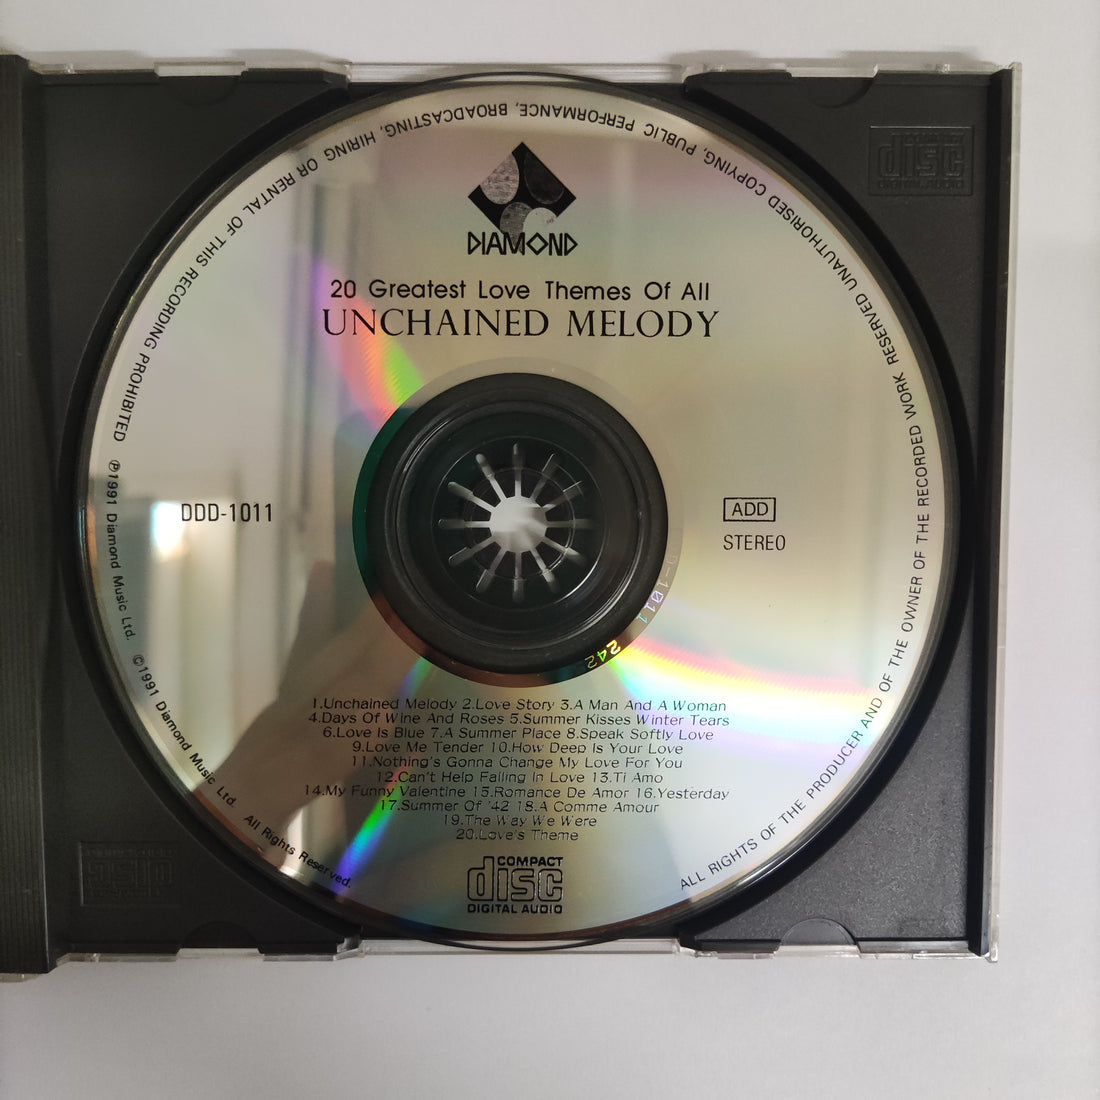 DIAMOND
20 Greatest Love Themes Of All
UNCHAINED MELODY
DDD-1011
ADD
STEREO
1.Unchained Melody 2.Love Story 3.A Man And A Woman
4.Days Of Wine And Roses 5.Summer Kisses Winter Tears
6.Love Is Blue 7.A Summer Place 8.Speak Softly Love
9.Love Me Tender 10.How Deep Is Your Love
11.Nothing's Gonna Change My Love For You
12.Can't Help Falling In Love 13.Ti Amo
14.My Funny Valentine 15.Romance De Amor 16.Yesterday
17.Summer Of '42 18.A Comme Amour
19.The Way We Were
20.Love's Theme
COMPACT
disc
DIGITAL AUDIO
ALL RIGHTS OF THE PRODUCER AND OF THE OWNER OF THE RECORDED WORK RESERVED UNAUTHORISED COPYING, PUBLIC PERFORMANCE, BROADCASTING, HIRING OR RENTAL OF THIS RECORDING PROHIBITED
℗1991 Diamond Music Ltd. ©1991 Diamond Music Ltd. All Rights Reserved.
disc
DIGITAL AUDIO
242